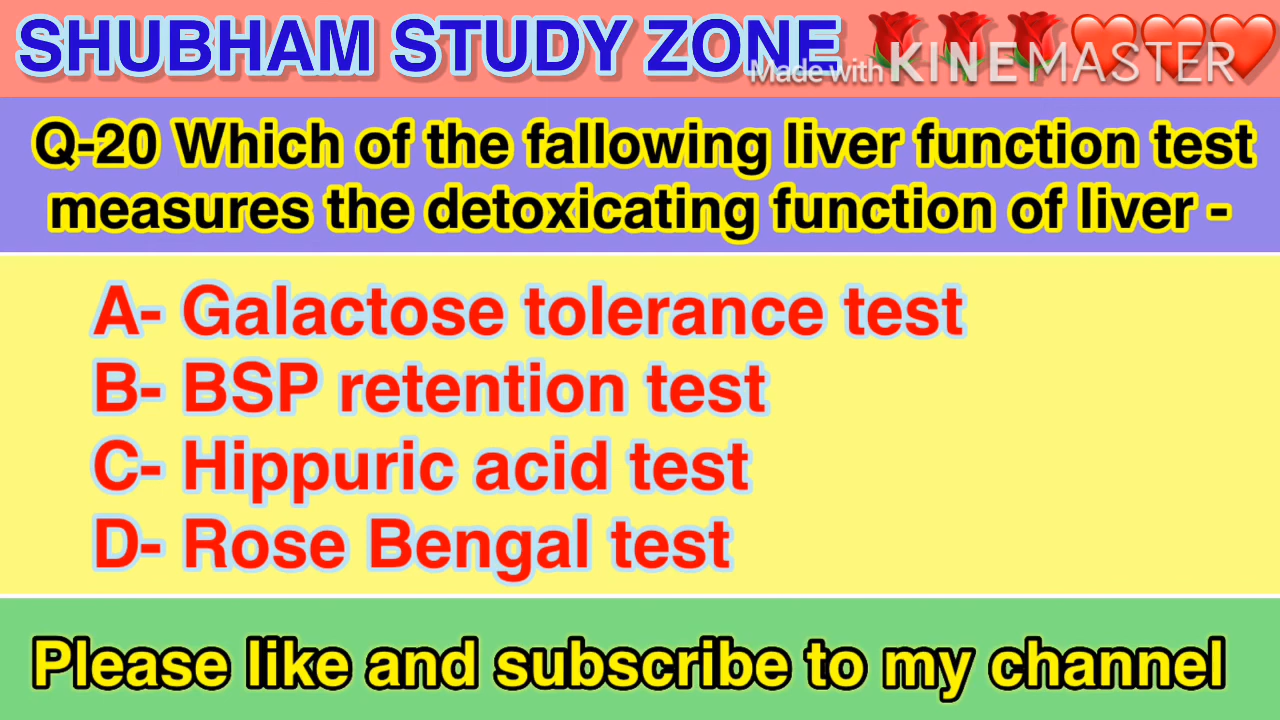 SHUBHAM STUDY ZONE 🌹🌹🌹❤️❤️❤️
Made with KINEMASTER
Q-20 Which of the fallowing liver function test
measures the detoxicating function of liver -
A- Galactose tolerance test
B- BSP retention test
C- Hippuric acid test
D- Rose Bengal test
Please like and subscribe to my channel